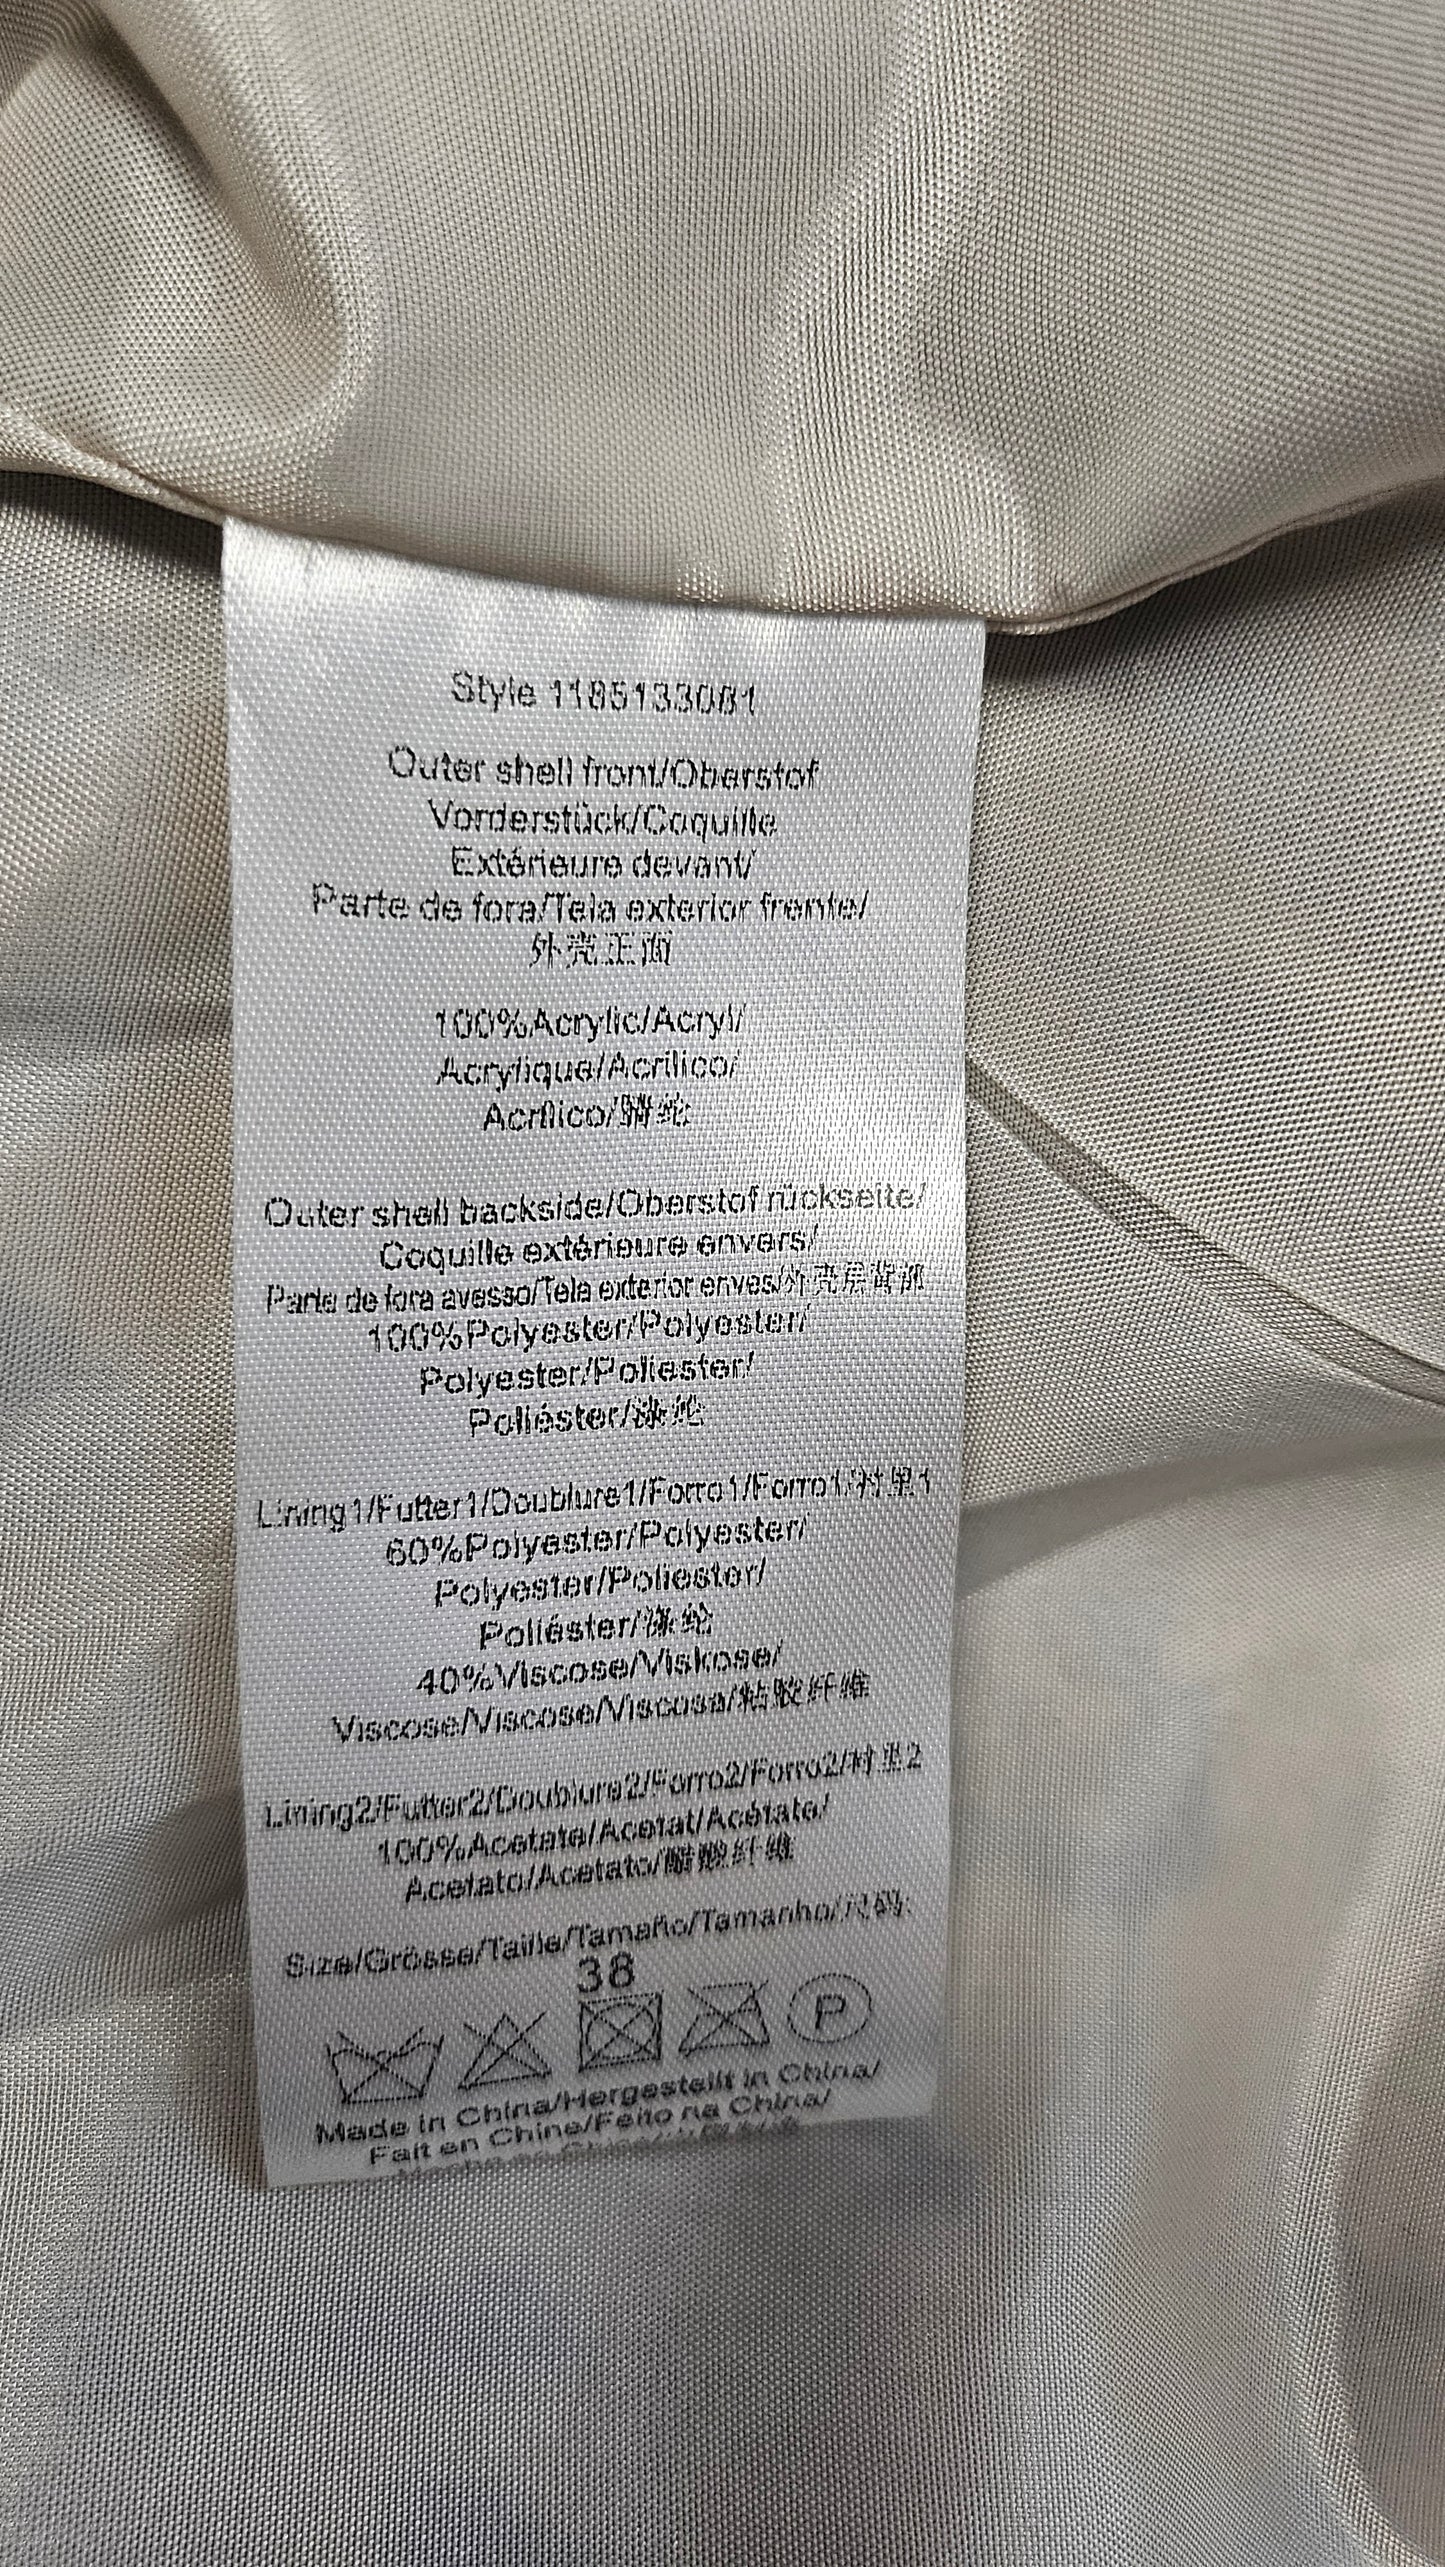 Style 1185133081
Outer shell front/Oberstof
Vorderstück/Coquille
Extérieure devant/
Parte de fora/Tela exterior frente/
外壳正面
100%Acrylic/Acryl/
Acrylique/Acrilico/
Acrílico/腈纶
Outer shell backside/Oberstof rückseite/
Coquille extérieure envers/
Parte de fora avesso/Tela exterior enves/外壳层背部
100%Polyester/Polyester/
Polyester/Poliester/
Poliéster/涤纶
Lining1/Futter1/Doublure1/Forro1/Forro1/衬里1
60%Polyester/Polyester/
Polyester/Poliester/
Poliéster/涤纶
40%Viscose/Viskose/
Viscose/Viscose/Viscosa/粘胶纤维
Lining2/Futter2/Doublure2/Forro2/Forro2/衬里2
100%Acetate/Acetat/Acétate/
Acetato/Acetato/醋酸纤维
Size/Grösse/Taille/Tamaño/Tamanho/尺码:
38
P
Made in China/Hergestellt in China/
Fait en Chine/Feito na China/